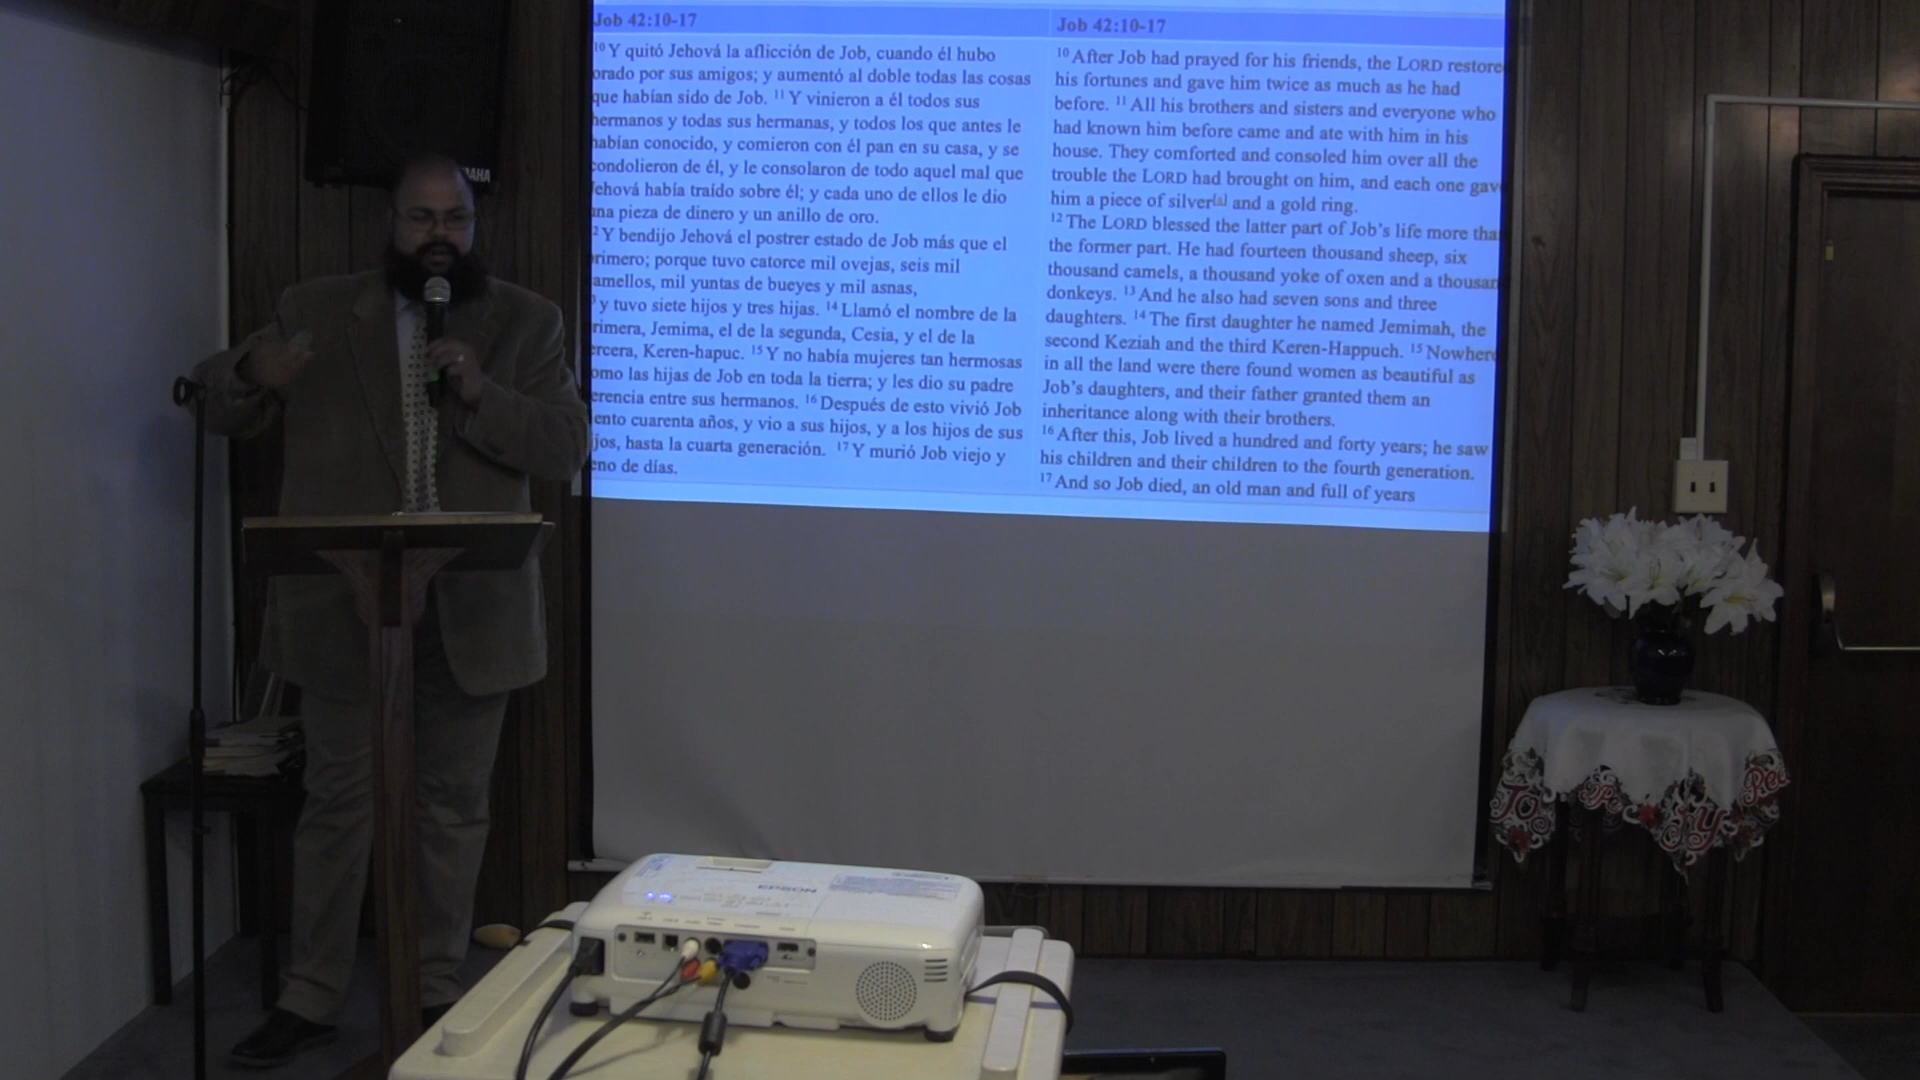 Job 42:10-17
10 Y quitó Jehová la aflicción de Job, cuando él hubo
orado por sus amigos; y aumentó al doble todas las cosas
que habían sido de Job. 11 Y vinieron a él todos sus
hermanos y todas sus hermanas, y todos los que antes le
habían conocido, y comieron con él pan en su casa, y se
condolieron de él, y le consolaron de todo aquel mal que
Jehová había traído sobre él; y cada uno de ellos le dio
una pieza de dinero y un anillo de oro.
2 Y bendijo Jehová el postrer estado de Job más que el
rimero; porque tuvo catorce mil ovejas, seis mil
amellos, mil yuntas de bueyes y mil asnas,
3 y tuvo siete hijos y tres hijas. 14 Llamó el nombre de la
rimera, Jemima, el de la segunda, Cesia, y el de la
ercera, Keren-hapuc. 15 Y no había mujeres tan hermosas
omo las hijas de Job en toda la tierra; y les dio su padre
erencia entre sus hermanos. 16 Después de esto vivió Job
ento cuarenta años, y vio a sus hijos, y a los hijos de sus
jos, hasta la cuarta generación. 17 Y murió Job viejo y
eno de días.
Job 42:10-17
10 After Job had prayed for his friends, the LORD restore
his fortunes and gave him twice as much as he had
before. 11 All his brothers and sisters and everyone who
had known him before came and ate with him in his
house. They comforted and consoled him over all the
trouble the LORD had brought on him, and each one gav
him a piece of silver[a] and a gold ring.
12 The LORD blessed the latter part of Job's life more tha
the former part. He had fourteen thousand sheep, six
thousand camels, a thousand yoke of oxen and a thousan
donkeys. 13 And he also had seven sons and three
daughters. 14 The first daughter he named Jemimah, the
second Keziah and the third Keren-Happuch. 15 Nowhere
in all the land were there found women as beautiful as
Job's daughters, and their father granted them an
inheritance along with their brothers.
16 After this, Job lived a hundred and forty years; he saw
his children and their children to the fourth generation.
17 And so Job died, an old man and full of years
AHA
EPSON
Joy